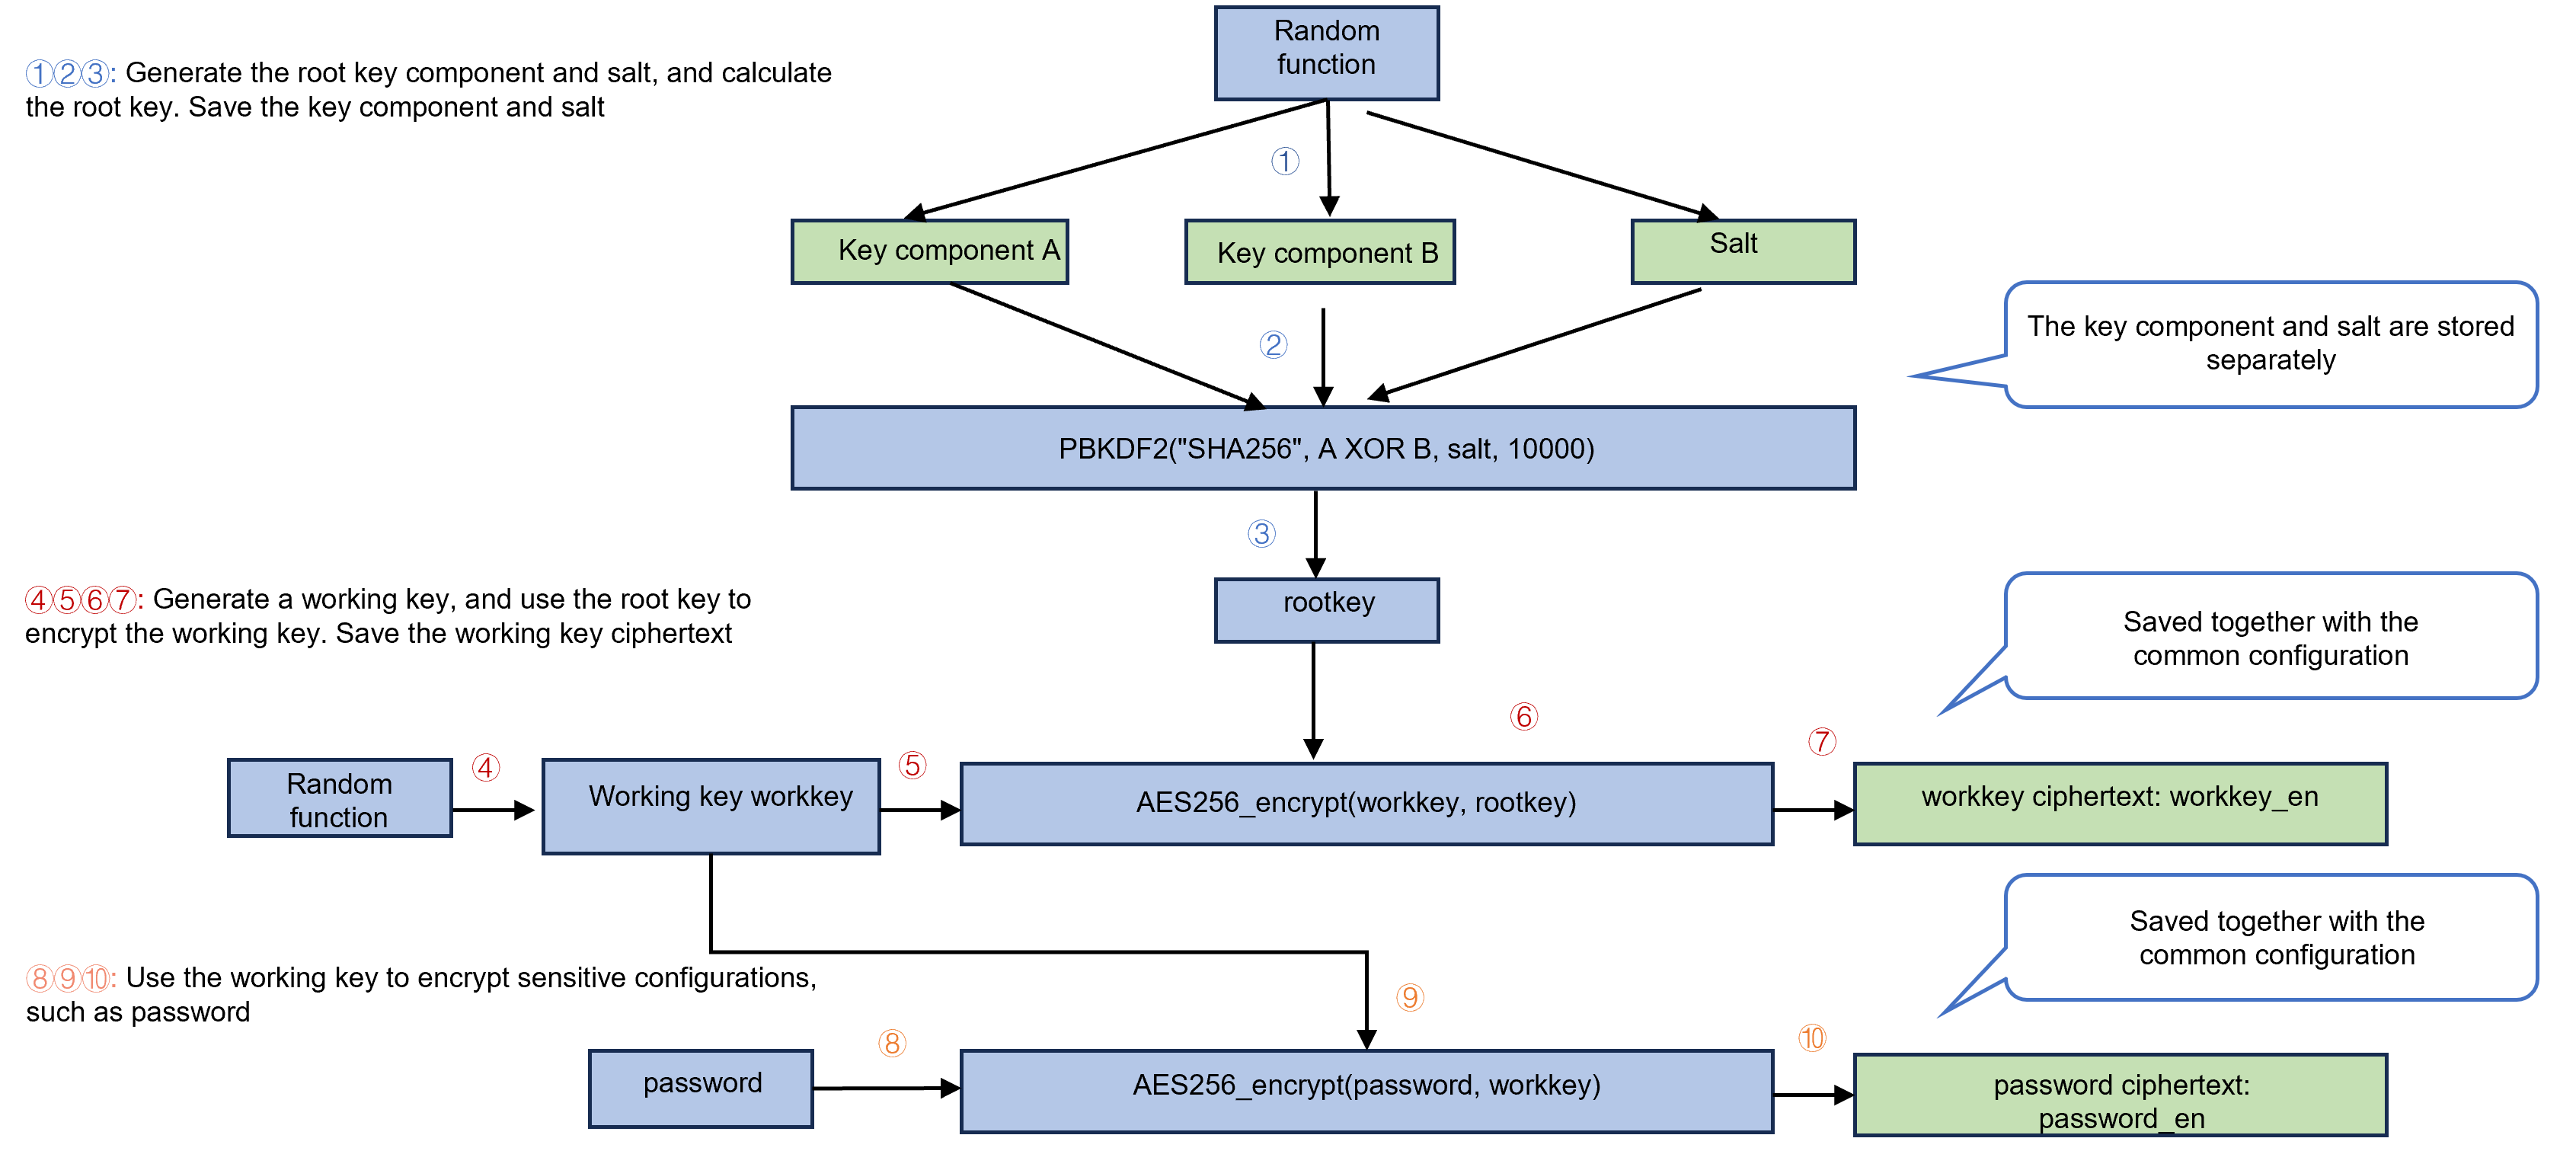 Random
function
①②③: Generate the root key component and salt, and calculate
the root key. Save the key component and salt
①
Key component A
Key component B
Salt
The key component and salt are stored
separately
②
PBKDF2("SHA256", A XOR B, salt, 10000)
③
rootkey
④⑤⑥⑦: Generate a working key, and use the root key to
encrypt the working key. Save the working key ciphertext
Saved together with the
common configuration
⑥
⑦
④
⑤
Random
function
Working key workkey
AES256_encrypt(workkey, rootkey)
workkey ciphertext: workkey_en
Saved together with the
common configuration
⑧⑨⑩: Use the working key to encrypt sensitive configurations,
such as password
⑨
⑧
⑩
password
AES256_encrypt(password, workkey)
password ciphertext:
password_en